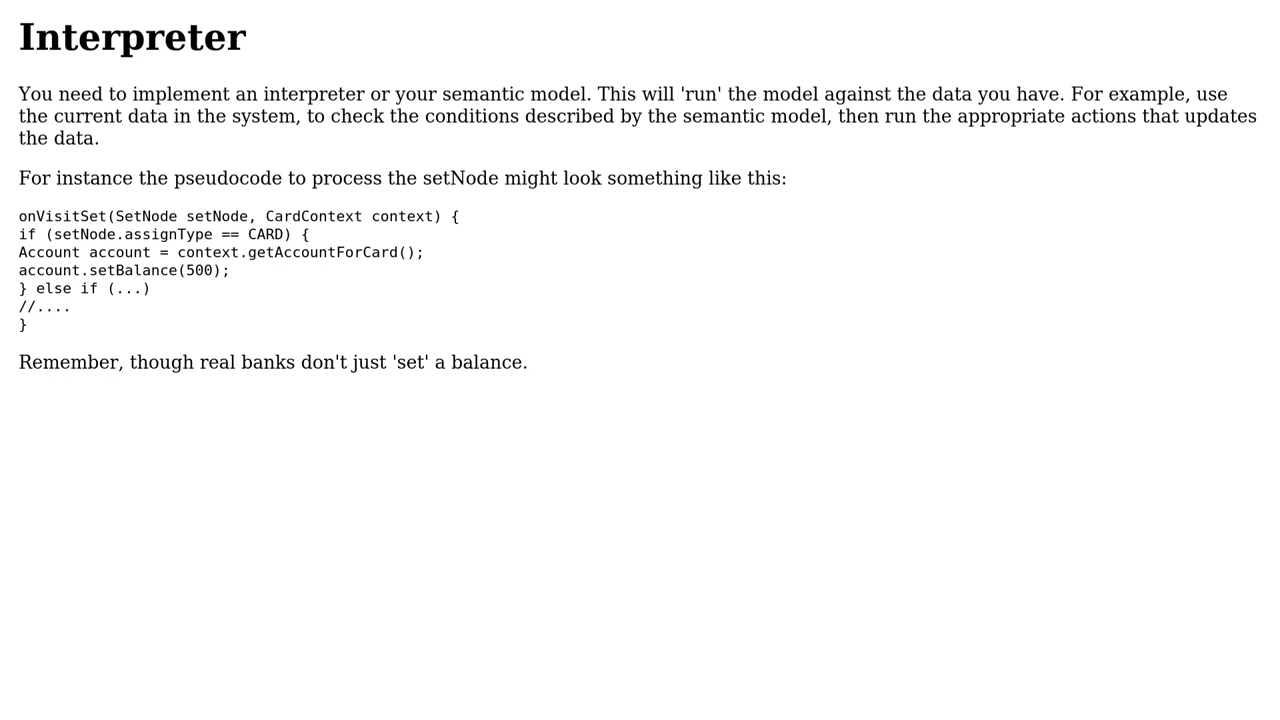 Interpreter
You need to implement an interpreter or your semantic model. This will 'run' the model against the data you have. For example, use
the current data in the system, to check the conditions described by the semantic model, then run the appropriate actions that updates
the data.
For instance the pseudocode to process the setNode might look something like this:
onVisitSet(SetNode setNode, CardContext context) {
if (setNode.assignType == CARD) {
Account account = context.getAccountForCard();
account.setBalance(500);
} else if (...)
//....
}
Remember, though real banks don't just 'set' a balance.